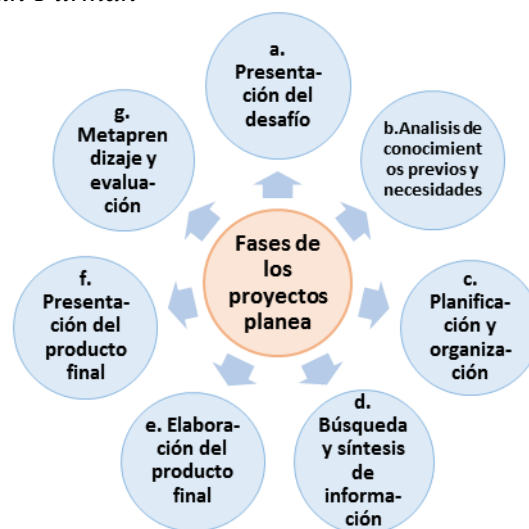 a.
Presenta-
ción del
desafío
b.Analisis de
conocimient
os previos y
necesidades
c.
Planifica-
ción y
organiza-
ción
d.
Búsqueda
y síntesis
de
informa-
ción
e. Elabora-
ción del
producto
final
f.
Presenta-
ción del
producto
final
g.
Metapren
dizaje y
evalua-
ción
Fases de
los
proyectos
planea